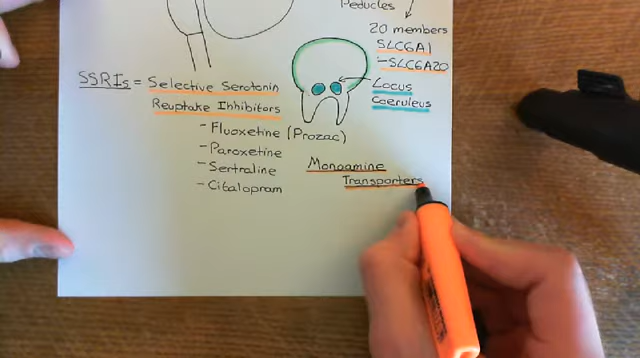 Peducles
20 members
SLC6A1
-SLC6A20
SSRIs = Selective Serotonin
Reuptake Inhibitors
- Fluoxetine (Prozac)
- Paroxetine
- Sertraline
- Citalopram
Locus
Coeruleus
Monoamine
Transporters